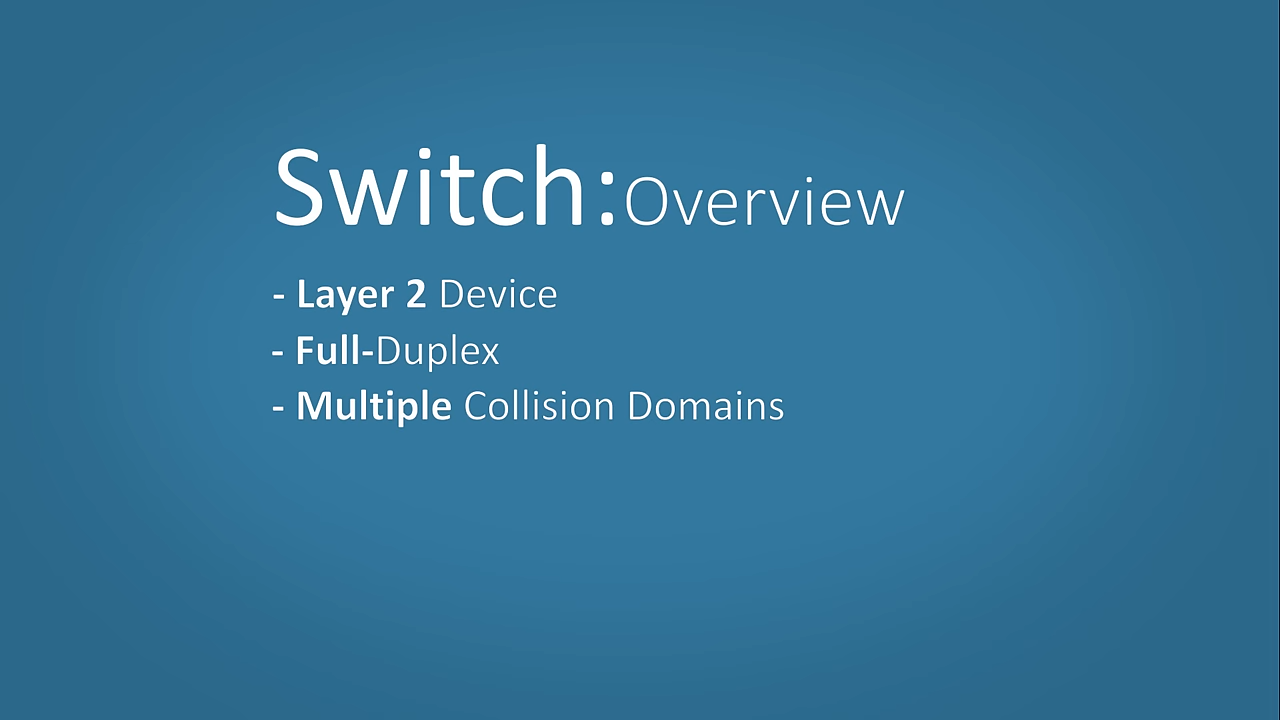 Switch:Overview
- Layer 2 Device
- Full-Duplex
- Multiple Collision Domains